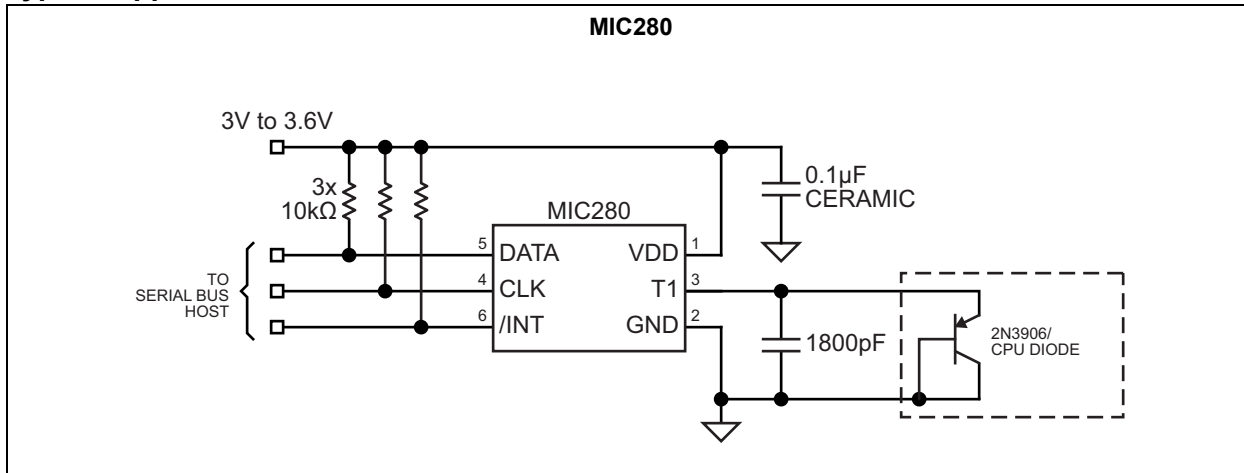 MIC280
3V to 3.6V
3x
10kΩ
0.1µF
CERAMIC
MIC280
5 DATA
VDD 1
4 CLK
T1 3
6 /INT
GND 2
TO
SERIAL BUS
HOST
1800pF
2N3906/
CPU DIODE